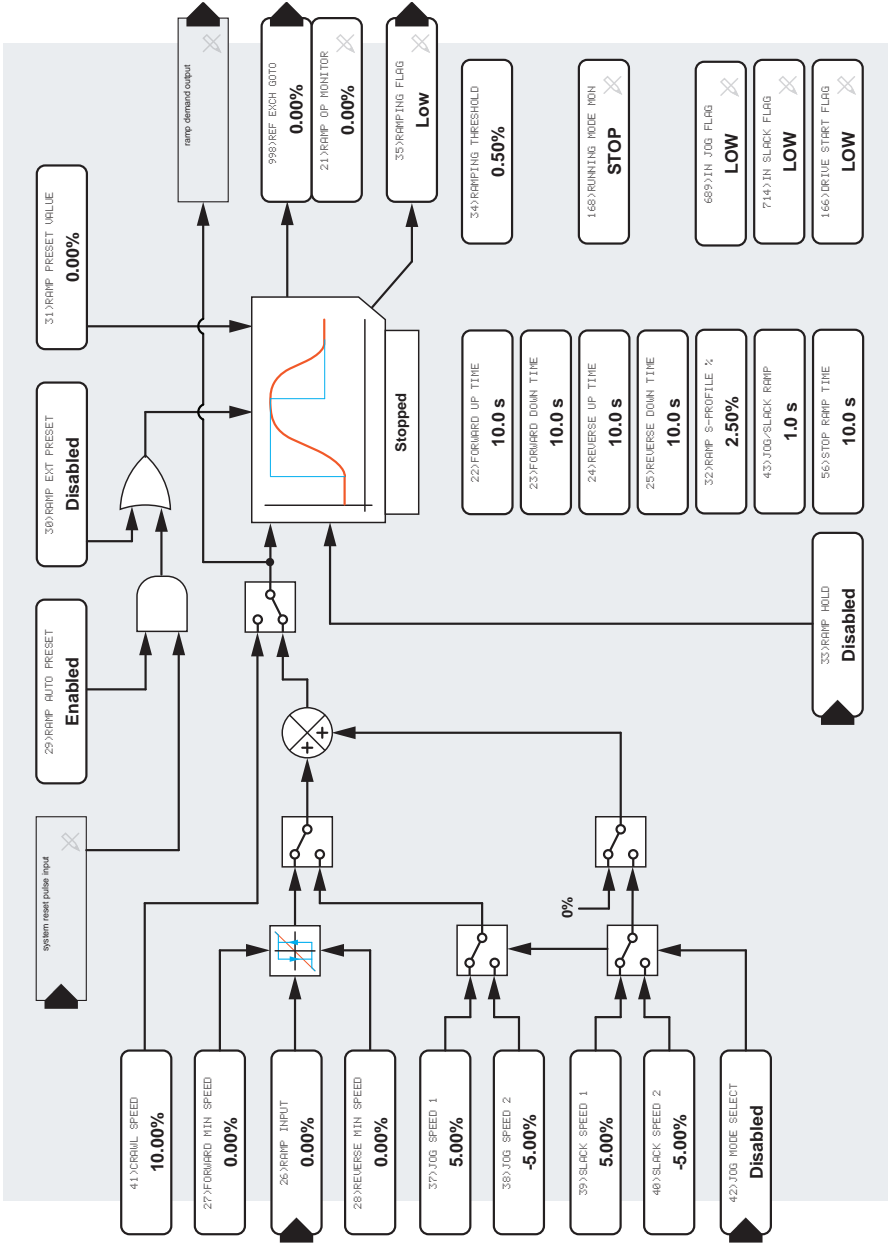 system reset pulse input
29)RAMP AUTO PRESET
Enabled
30)RAMP EXT PRESET
Disabled
31)RAMP PRESET VALUE
0.00%
ramp demand output
998)REF EXCH GOTO
0.00%
21)RAMP OP MONITOR
0.00%
35)RAMPING FLAG
Low
41)CRAWL SPEED
10.00%
27)FORWARD MIN SPEED
0.00%
26)RAMP INPUT
0.00%
28)REVERSE MIN SPEED
0.00%
37)JOG SPEED 1
5.00%
38)JOG SPEED 2
-5.00%
39)SLACK SPEED 1
5.00%
40)SLACK SPEED 2
-5.00%
42)JOG MODE SELECT
Disabled
0%
+
+
Stopped
33)RAMP HOLD
Disabled
22)FORWARD UP TIME
10.0 s
23)FORWARD DOWN TIME
10.0 s
24)REVERSE UP TIME
10.0 s
25)REVERSE DOWN TIME
10.0 s
32)RAMP S-PROFILE %
2.50%
43)JOG/SLACK RAMP
1.0 s
56)STOP RAMP TIME
10.0 s
34)RAMPING THRESHOLD
0.50%
168)RUNNING MODE MON
STOP
689)IN JOG FLAG
LOW
714)IN SLACK FLAG
LOW
166)DRIVE START FLAG
LOW